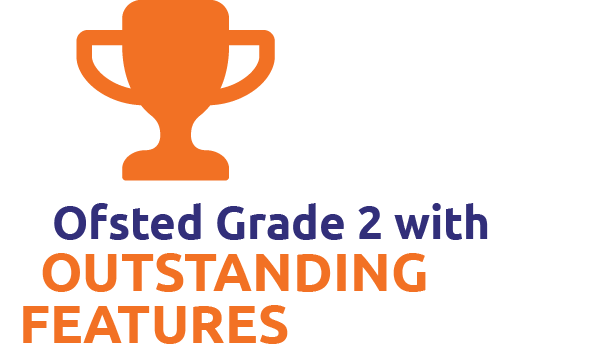 Ofsted Grade 2 with
OUTSTANDING
FEATURES